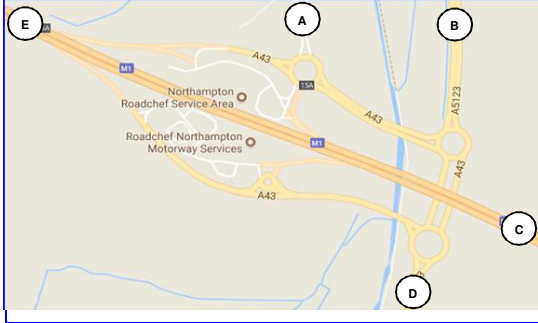 E
A
B
A43
M1
15A
Northampton
Roadchef Service Area
A43
A5123
Roadchef Northampton
Motorway Services
M1
A43
A43
C
D